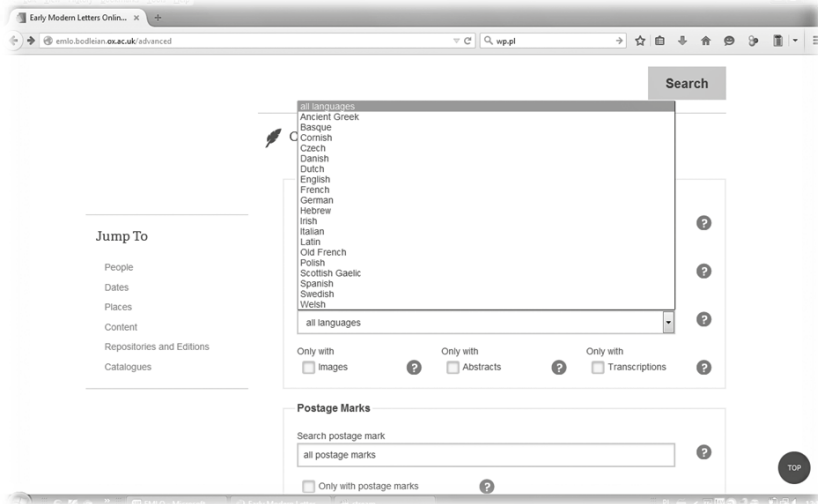 Early Modern Letters Onlin...
emlo.bodleian.ox.ac.uk/advanced
wp.pl
Search
all languages
Ancient Greek
Basque
Cornish
Czech
Danish
Dutch
English
French
German
Hebrew
Irish
Italian
Latin
Old French
Polish
Scottish Gaelic
Spanish
Swedish
Welsh
all languages
Jump To
People
Dates
Places
Content
Repositories and Editions
Catalogues
Only with
Only with
Only with
Images
Abstracts
Transcriptions
Postage Marks
Search postage mark
all postage marks
Only with postage marks
TOP